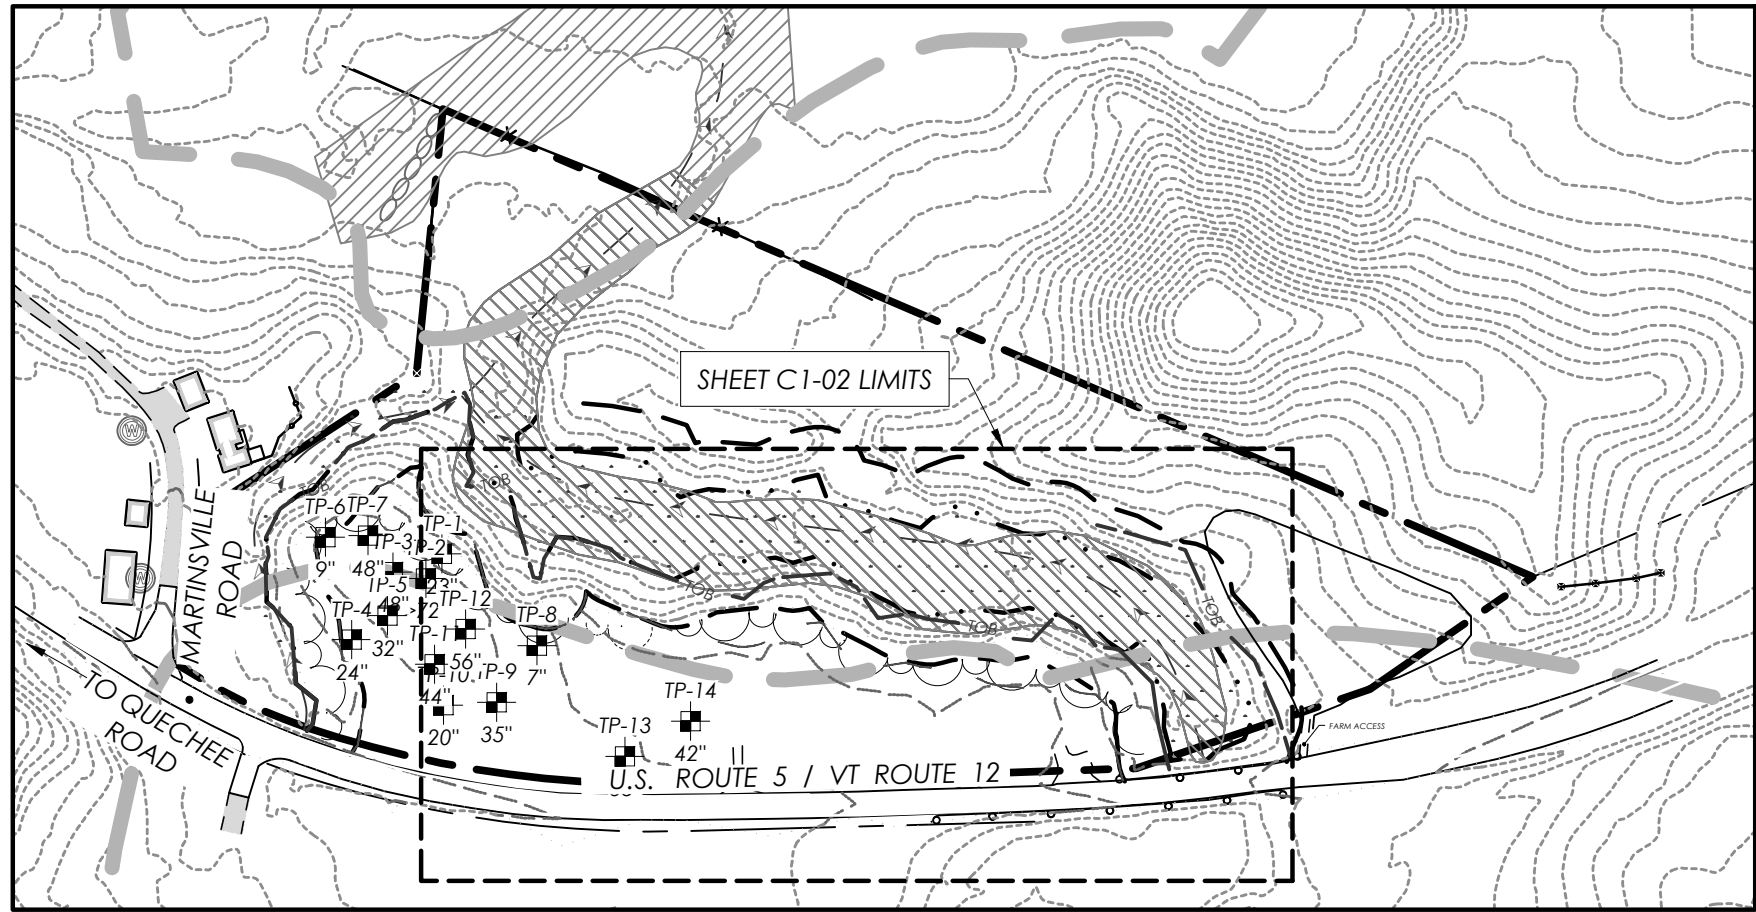 SHEET C1-02 LIMITS
W
TOB
TOB
TP-6
TP-7
TP-1
TP-3
9"
48"
TP-5
48"
>72
TP-12
TP-4
32"
TP-8
24"
56"
TP-9
7"
44"
20"
35"
TP-14
TP-13
42"
TOB
TOB
TOB
W
MARTINSVILLE
ROAD
TO QUECHEE
ROAD
U.S. ROUTE 5 / VT ROUTE 12
FARM ACCESS